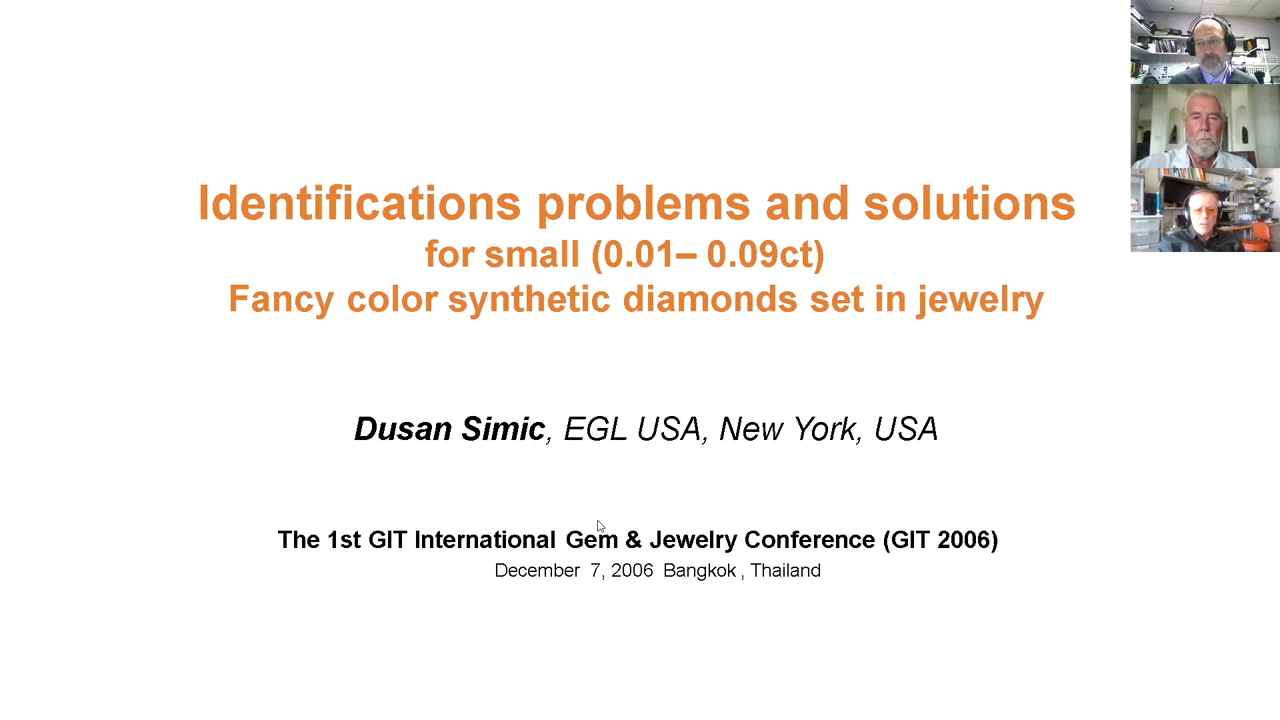 Identifications problems and solutions
for small (0.01– 0.09ct)
Fancy color synthetic diamonds set in jewelry
Dusan Simic, EGL USA, New York, USA
The 1st GIT International Gem & Jewelry Conference (GIT 2006)
December 7, 2006 Bangkok , Thailand